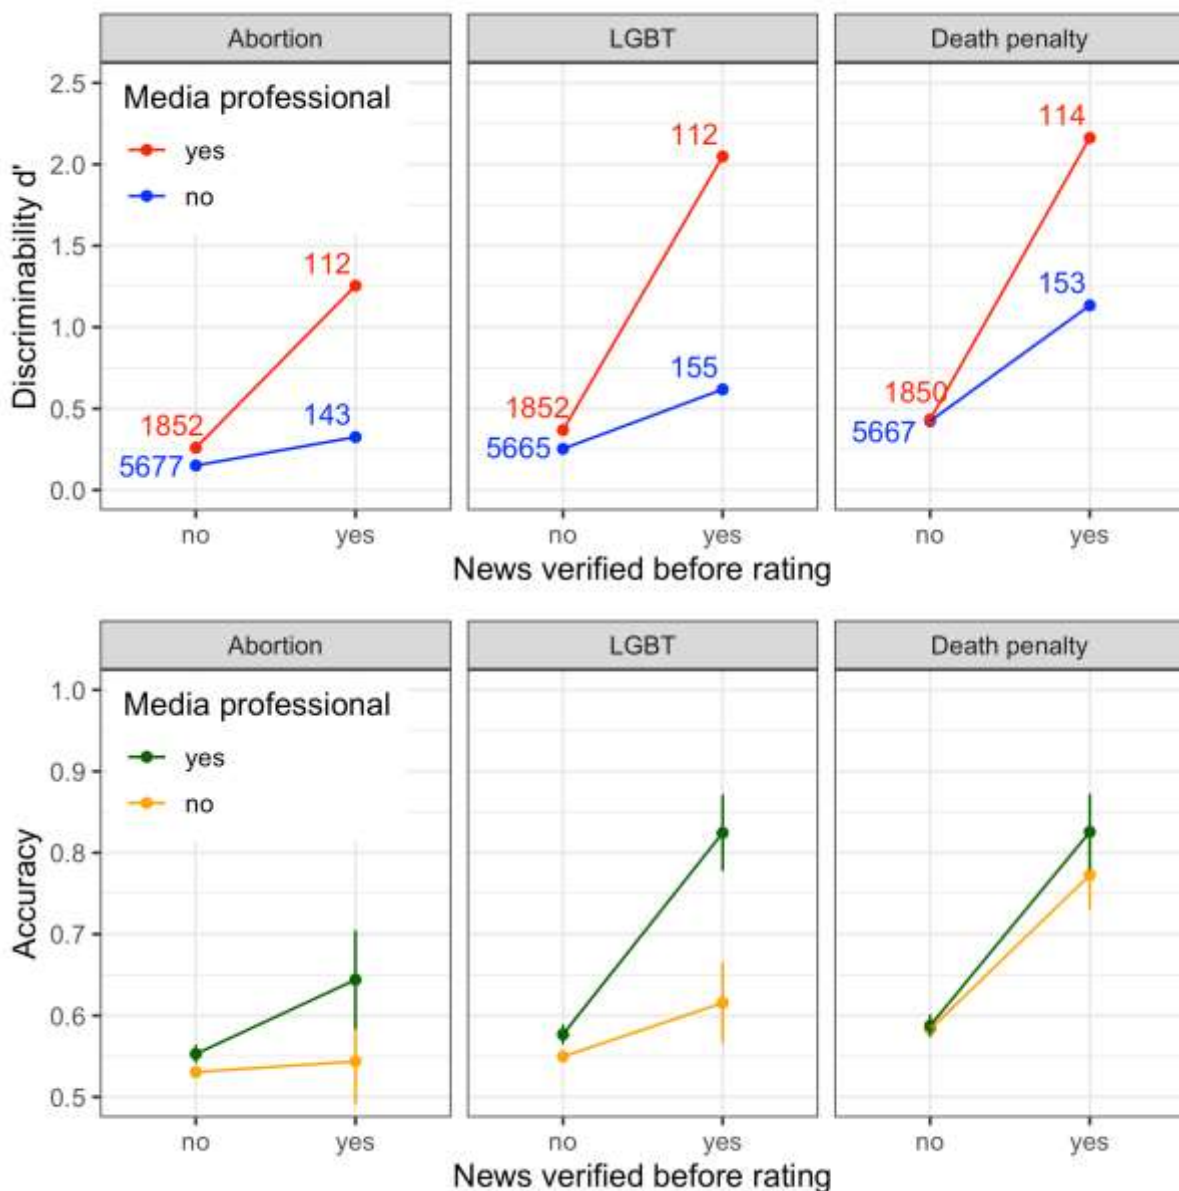 Abortion
LGBT
Death penalty
Discriminability d'
2.5
2.0
1.5
1.0
0.5
0.0
Media professional
yes
no
1852
112
5677
143
1852
112
5665
155
1850
114
5667
153
no
yes
no
yes
no
yes
News verified before rating
Abortion
LGBT
Death penalty
Accuracy
1.0
0.9
0.8
0.7
0.6
0.5
Media professional
yes
no
no
yes
no
yes
no
yes
News verified before rating